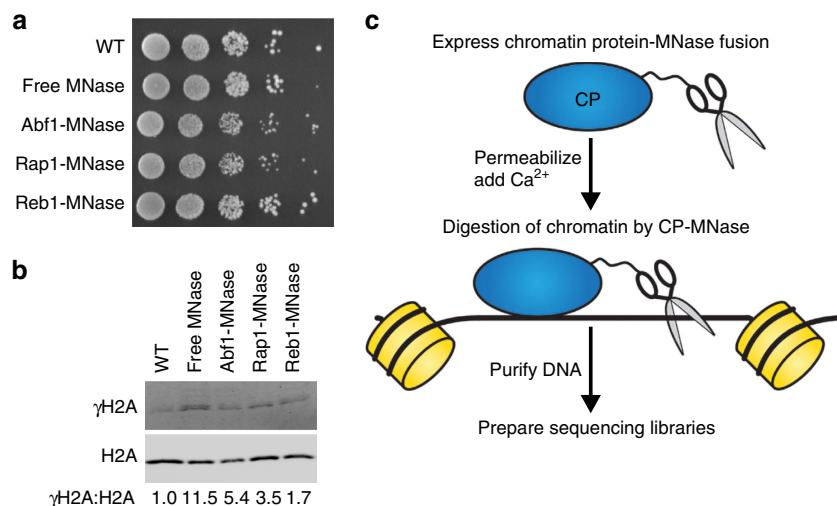 a
WT
Free MNase
Abf1-MNase
Rap1-MNase
Reb1-MNase
b
WT
Free MNase
Abf1-MNase
Rap1-MNase
Reb1-MNase
γH2A
H2A
γH2A:H2A 1.0 11.5 5.4 3.5 1.7
c
Express chromatin protein-MNase fusion
CP
Permeabilize
add Ca²⁺
Digestion of chromatin by CP-MNase
Purify DNA
Prepare sequencing libraries